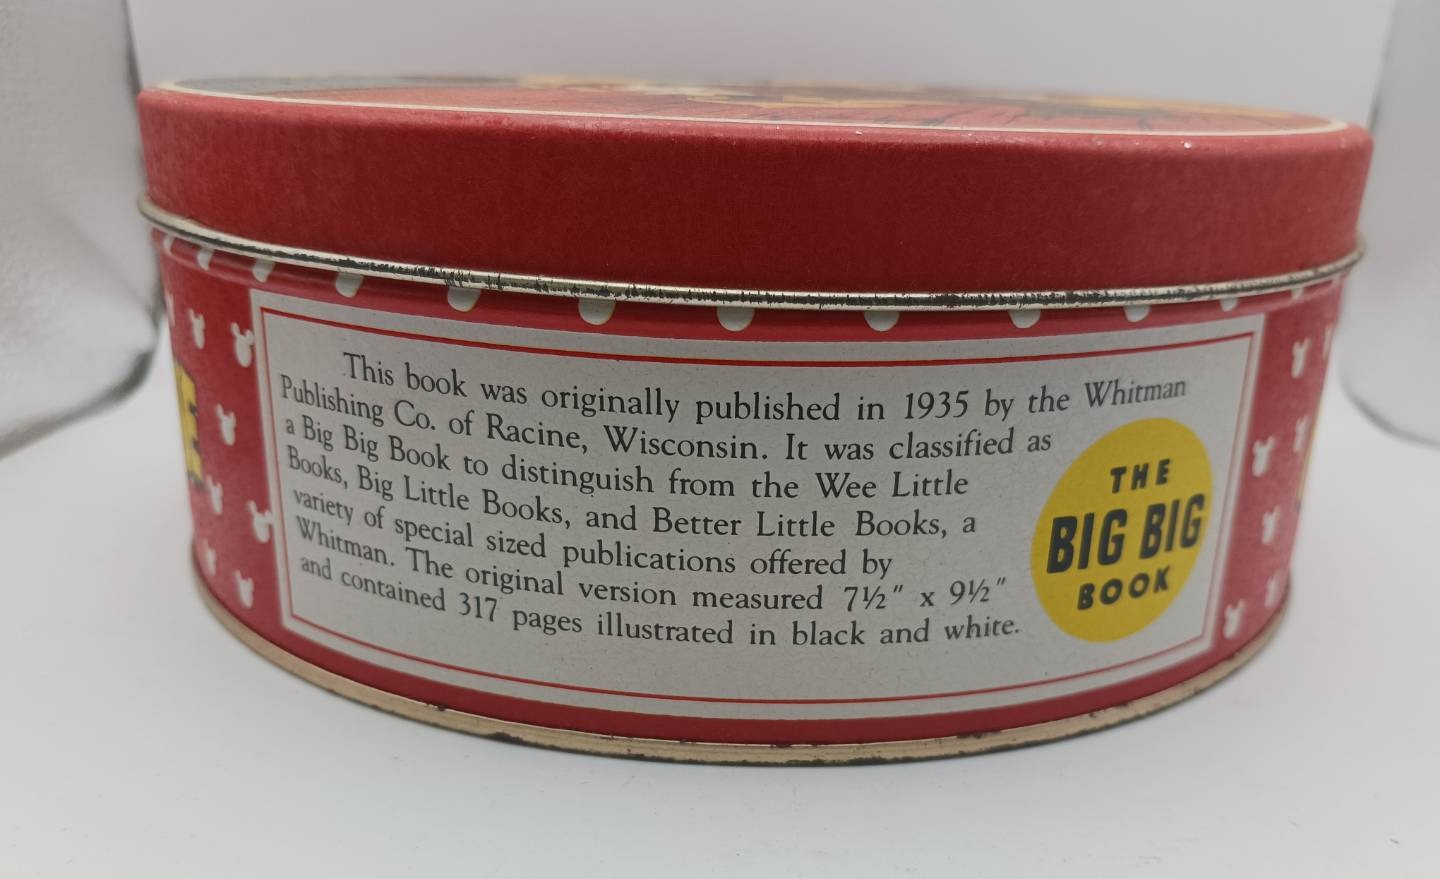 This book was originally published in 1935 by the Whitman
Publishing Co. of Racine, Wisconsin. It was classified as
a Big Big Book to distinguish from the Wee Little
Books, Big Little Books, and Better Little Books, a
variety of special sized publications offered by
Whitman. The original version measured 7½" x 9½"
and contained 317 pages illustrated in black and white.
THE
BIG BIG
BOOK